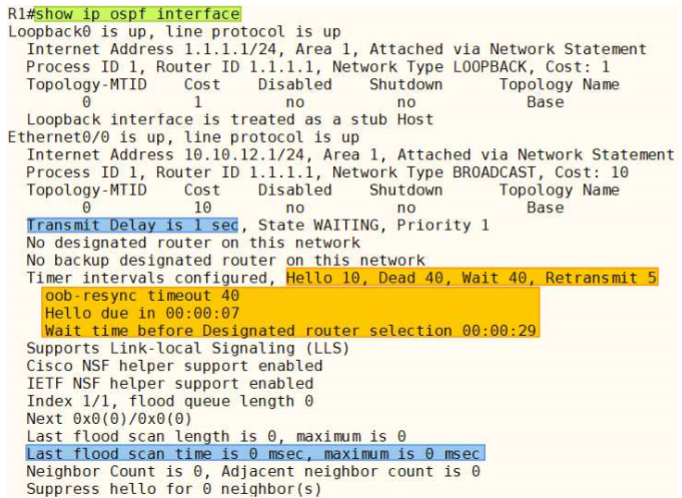 R1#show ip ospf interface
Loopback0 is up, line protocol is up
Internet Address 1.1.1.1/24, Area 1, Attached via Network Statement
Process ID 1, Router ID 1.1.1.1, Network Type LOOPBACK, Cost: 1
Topology-MTID Cost Disabled Shutdown Topology Name
0 1 no no Base
Loopback interface is treated as a stub Host
Ethernet0/0 is up, line protocol is up
Internet Address 10.10.12.1/24, Area 1, Attached via Network Statement
Process ID 1, Router ID 1.1.1.1, Network Type BROADCAST, Cost: 10
Topology-MTID Cost Disabled Shutdown Topology Name
0 10 no no Base
Transmit Delay is 1 sec, State WAITING, Priority 1
No designated router on this network
No backup designated router on this network
Timer intervals configured, Hello 10, Dead 40, Wait 40, Retransmit 5
oob-resync timeout 40
Hello due in 00:00:07
Wait time before Designated router selection 00:00:29
Supports Link-local Signaling (LLS)
Cisco NSF helper support enabled
IETF NSF helper support enabled
Index 1/1, flood queue length 0
Next 0x0(0)/0x0(0)
Last flood scan length is 0, maximum is 0
Last flood scan time is 0 msec, maximum is 0 msec
Neighbor Count is 0, Adjacent neighbor count is 0
Suppress hello for 0 neighbor(s)